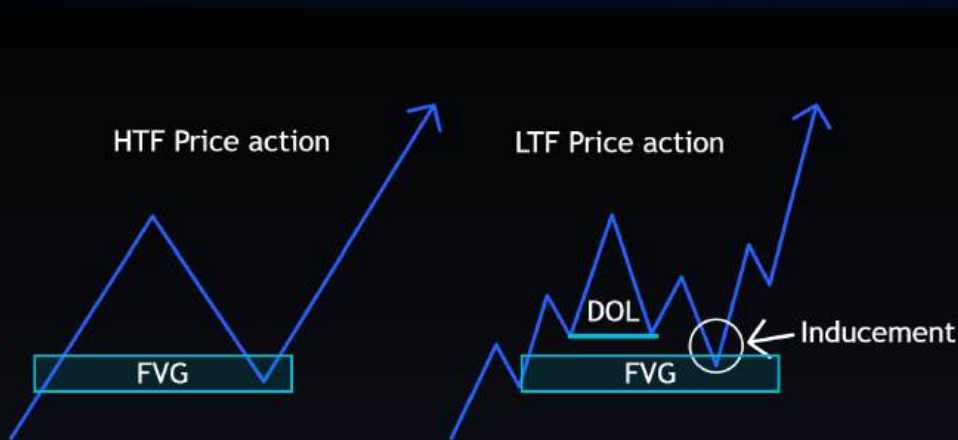 HTF Price action
LTF Price action
DOL
Inducement
FVG
FVG